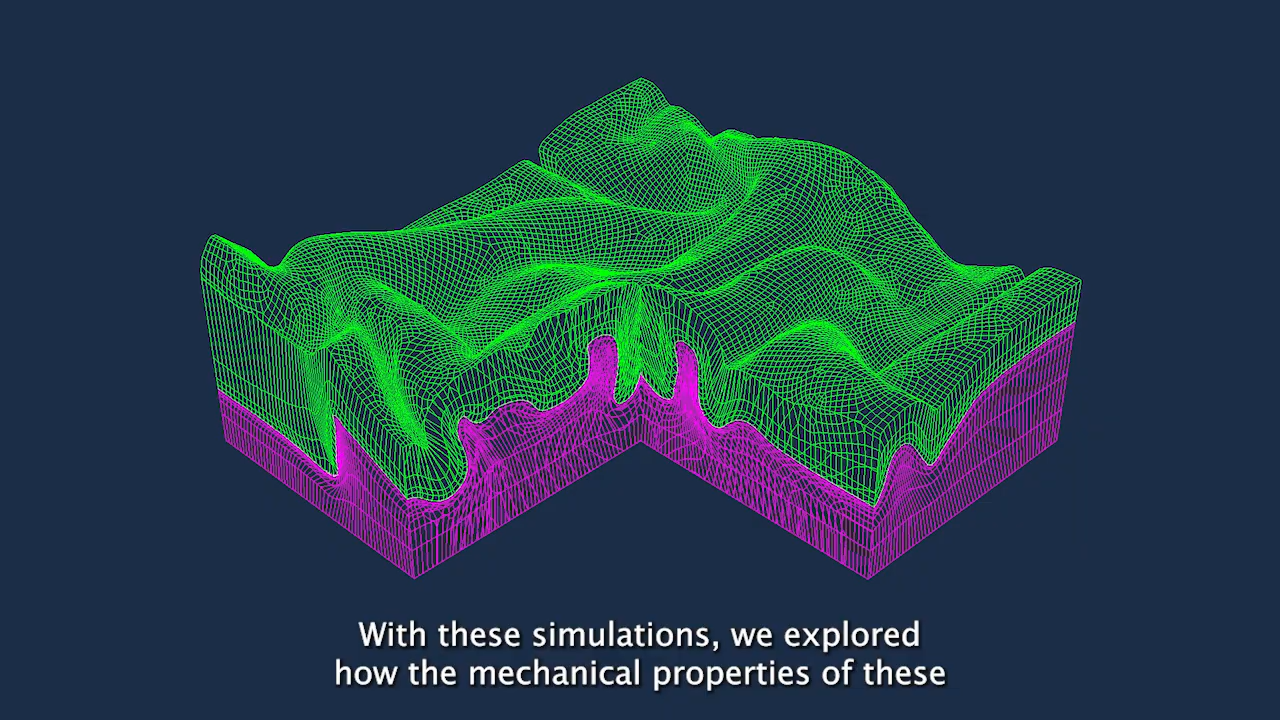 With these simulations, we explored
how the mechanical properties of these